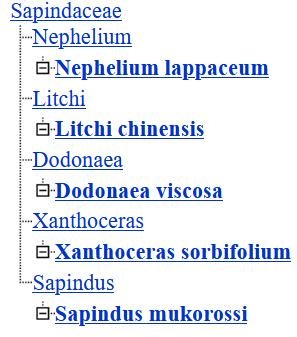 Sapindaceae
Nephelium
Nephelium lappaceum
Litchi
Litchi chinensis
Dodonaea
Dodonaea viscosa
Xanthoceras
Xanthoceras sorbifolium
Sapindus
Sapindus mukorossi